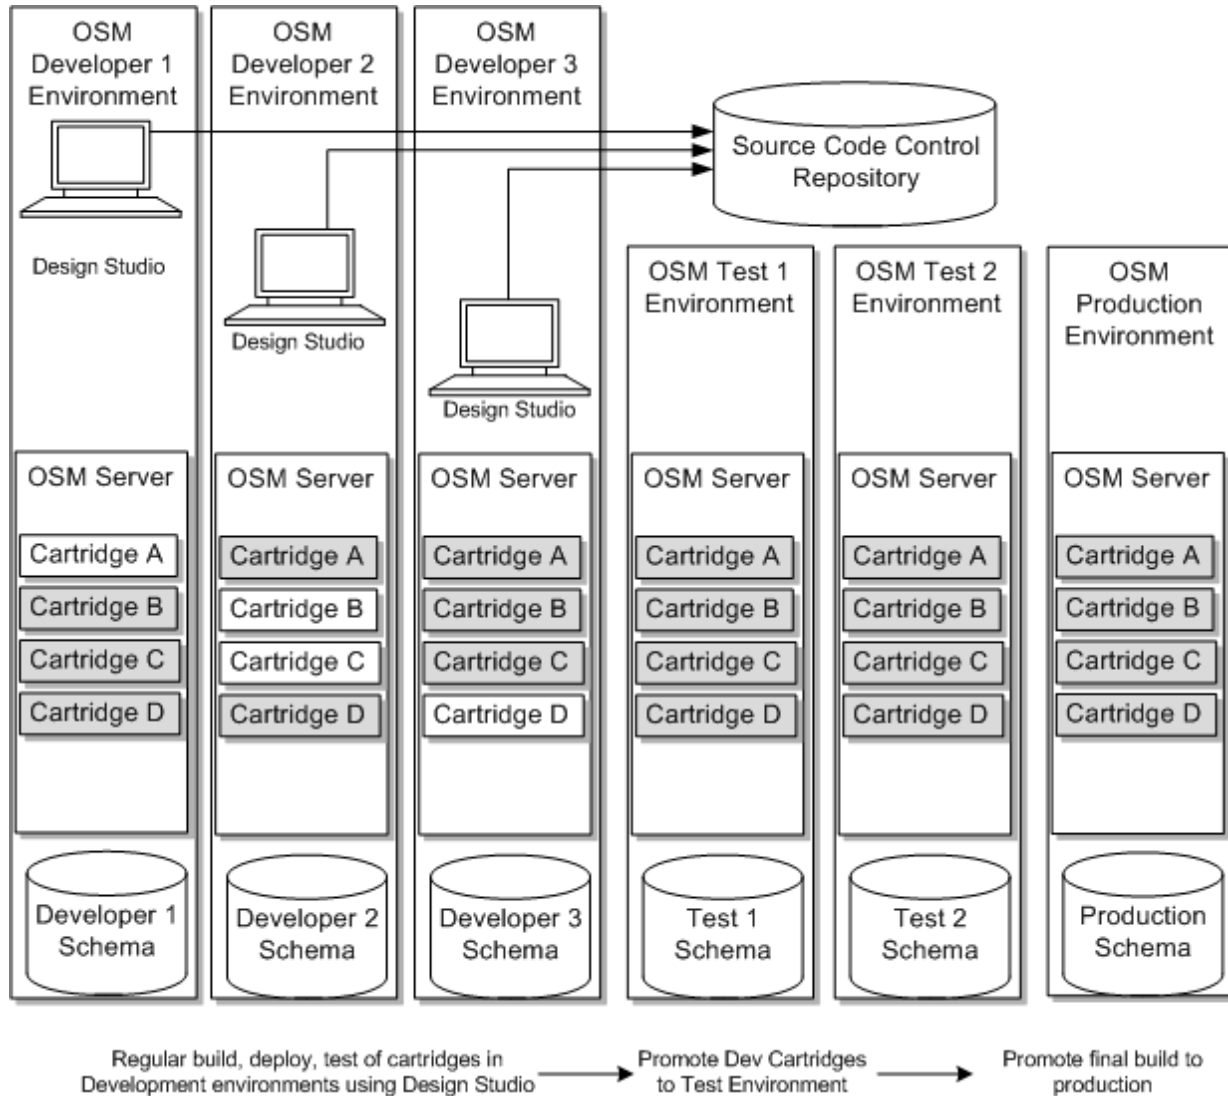 OSM
Developer 1
Environment
Design Studio
OSM Server
Cartridge A
Cartridge B
Cartridge C
Cartridge D
Developer 1
Schema
OSM
Developer 2
Environment
Design Studio
OSM Server
Cartridge A
Cartridge B
Cartridge C
Cartridge D
Developer 2
Schema
OSM
Developer 3
Environment
Design Studio
OSM Server
Cartridge A
Cartridge B
Cartridge C
Cartridge D
Developer 3
Schema
Source Code Control
Repository
OSM Test 1
Environment
OSM Server
Cartridge A
Cartridge B
Cartridge C
Cartridge D
Test 1
Schema
OSM Test 2
Environment
OSM Server
Cartridge A
Cartridge B
Cartridge C
Cartridge D
Test 2
Schema
OSM
Production
Environment
OSM Server
Cartridge A
Cartridge B
Cartridge C
Cartridge D
Production
Schema
Regular build, deploy, test of cartridges in
Development environments using Design Studio
Promote Dev Cartridges
to Test Environment
Promote final build to
production